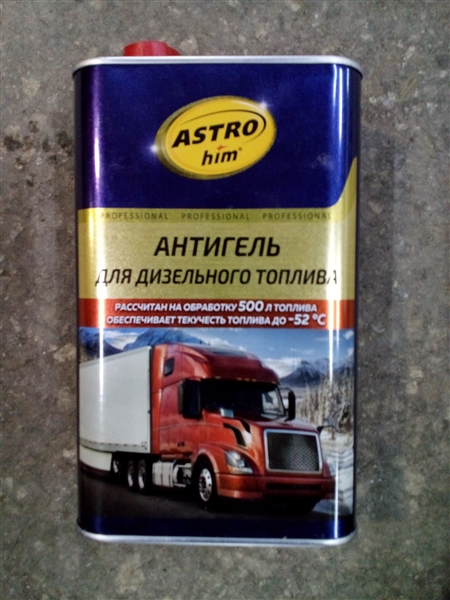 ASTRO
him®
PROFESSIONAL PROFESSIONAL PROFESSIONAL
АНТИГЕЛЬ
ДЛЯ ДИЗЕЛЬНОГО ТОПЛИВА
РАССЧИТАН НА ОБРАБОТКУ 500 Л ТОПЛИВА
ОБЕСПЕЧИВАЕТ ТЕКУЧЕСТЬ ТОПЛИВА ДО -52 °C